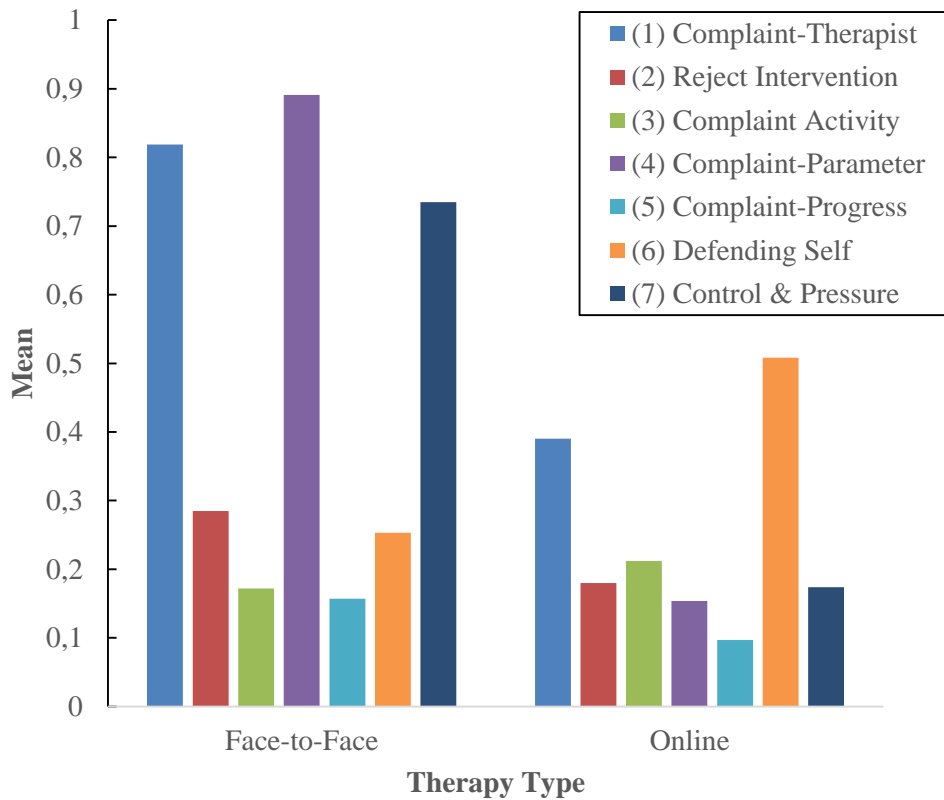 1
0,9
0,8
0,7
0,6
0,5
0,4
0,3
0,2
0,1
0
Mean
(1) Complaint-Therapist
(2) Reject Intervention
(3) Complaint Activity
(4) Complaint-Parameter
(5) Complaint-Progress
(6) Defending Self
(7) Control & Pressure
Face-to-Face
Online
Therapy Type